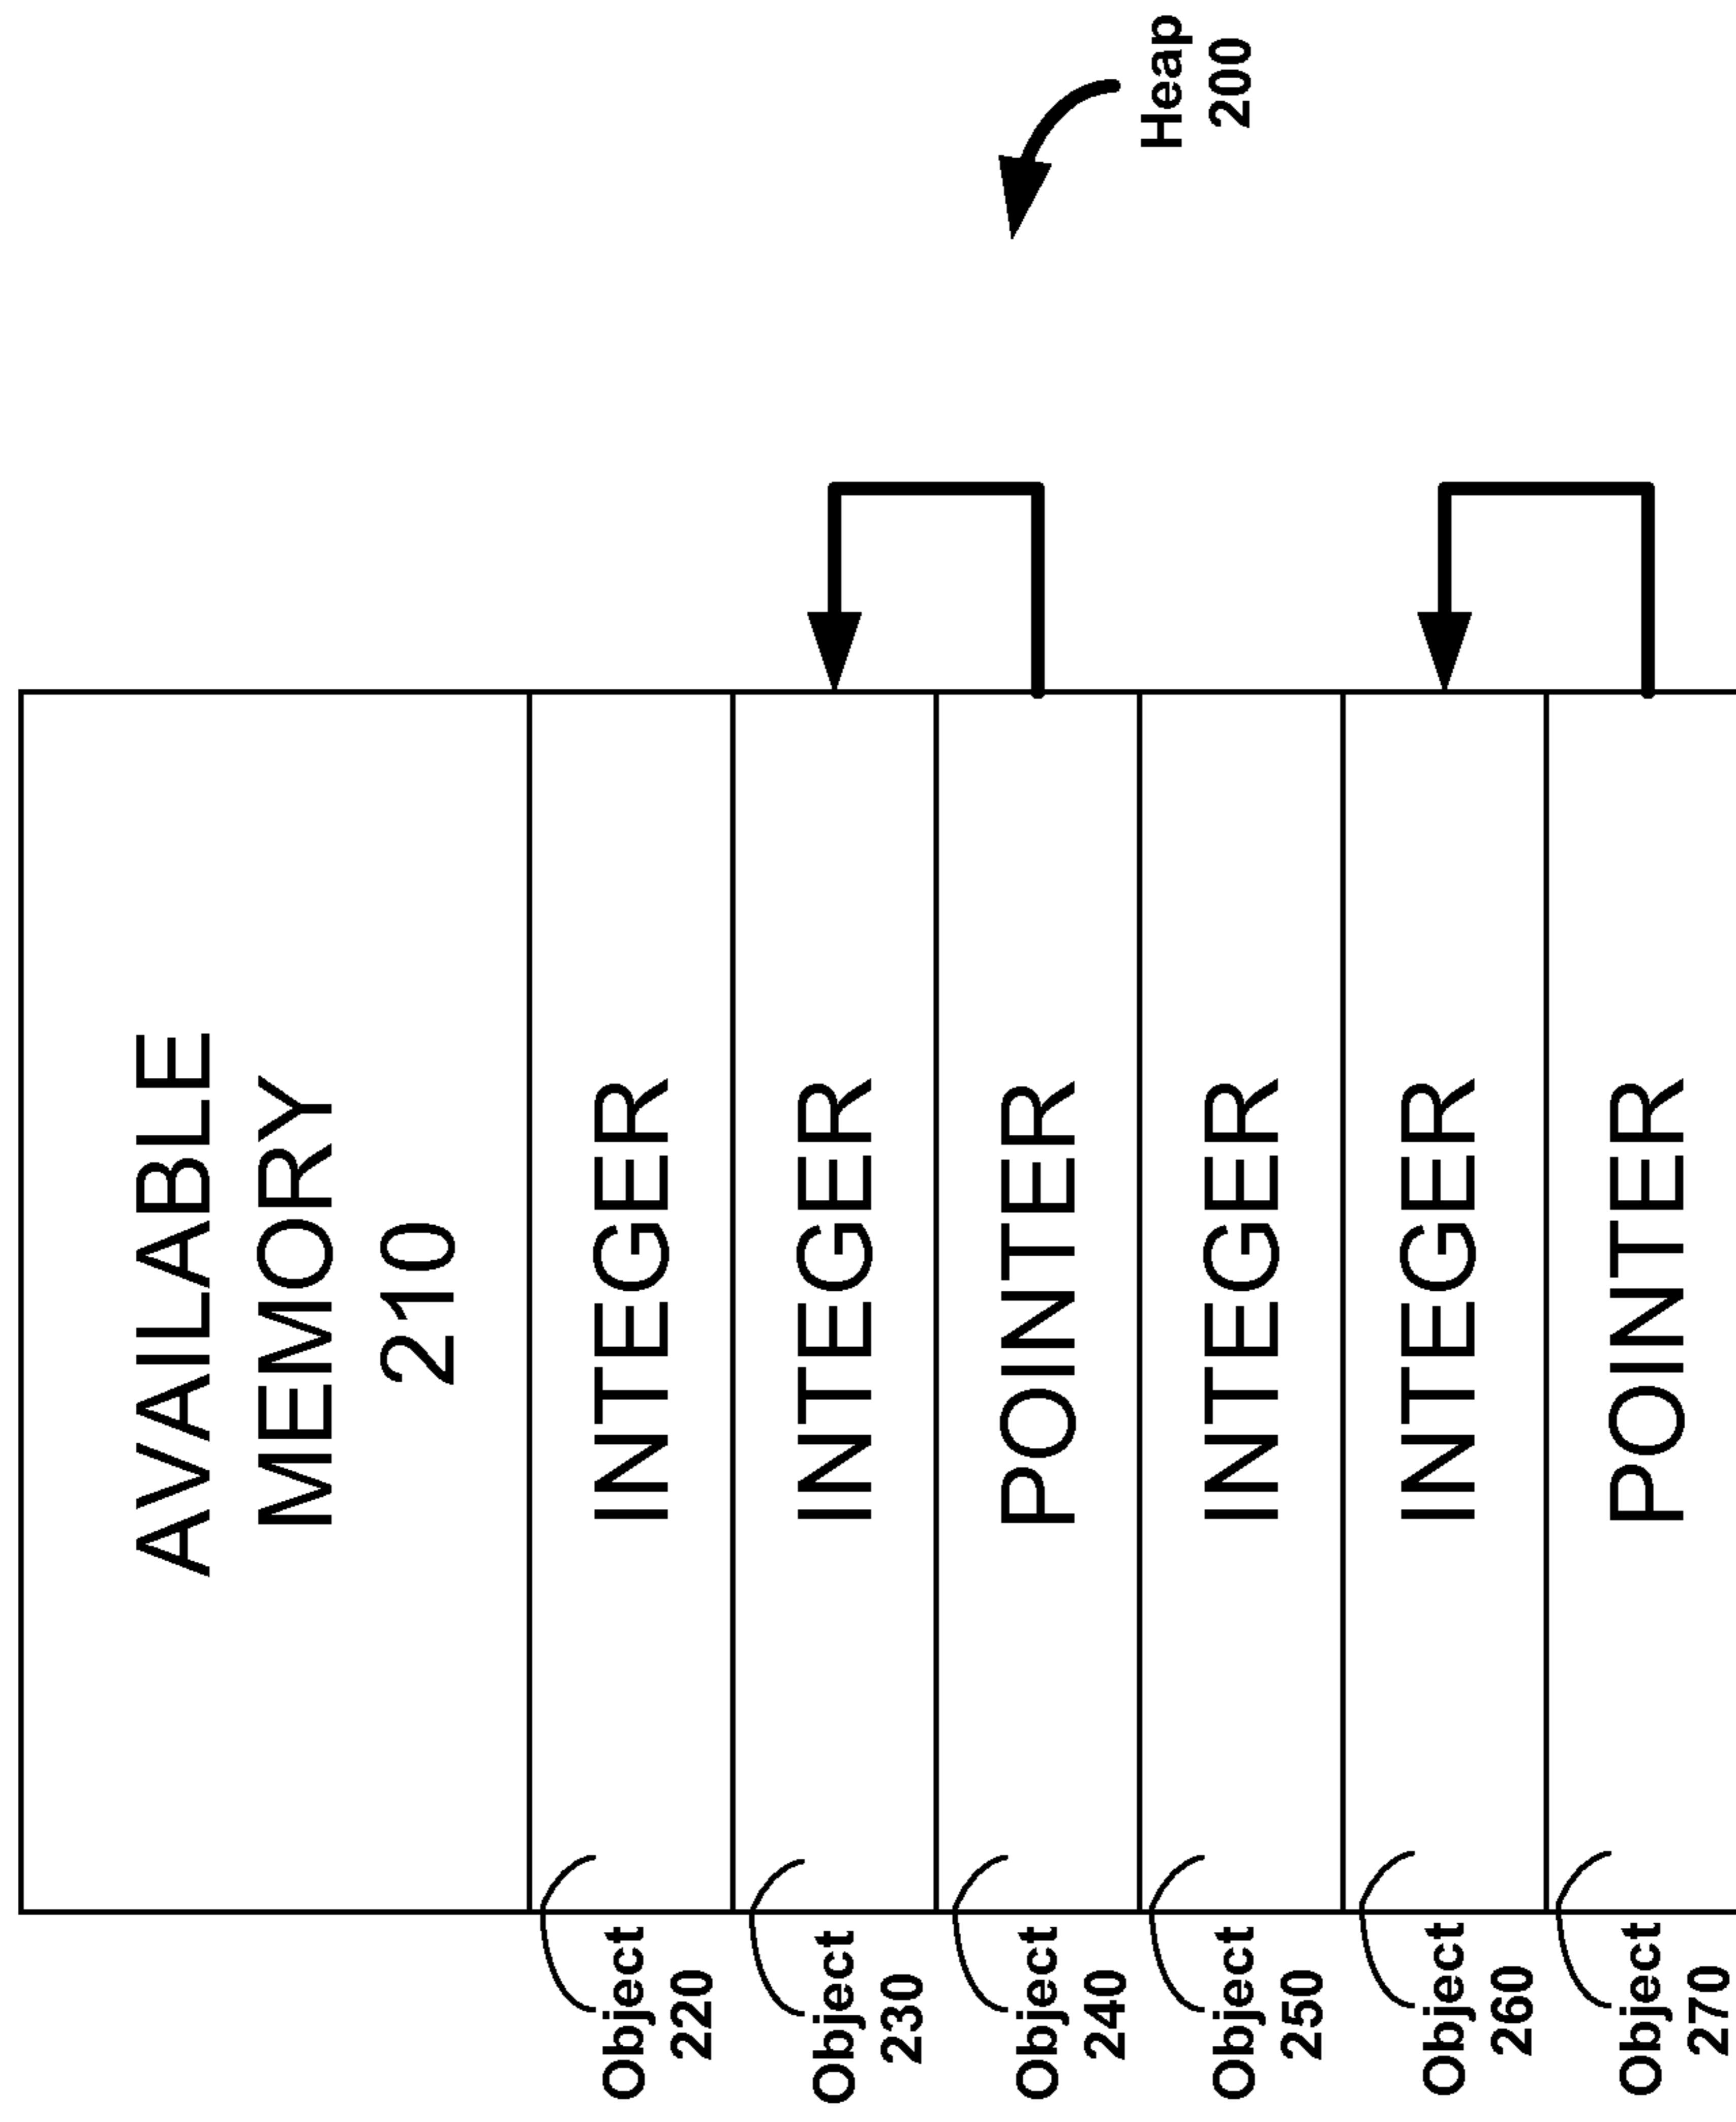 Heap
200
AVAILABLE
MEMORY
210
Object
220
INTEGER
Object
230
INTEGER
Object
240
POINTER
Object
250
INTEGER
Object
260
INTEGER
Object
270
POINTER